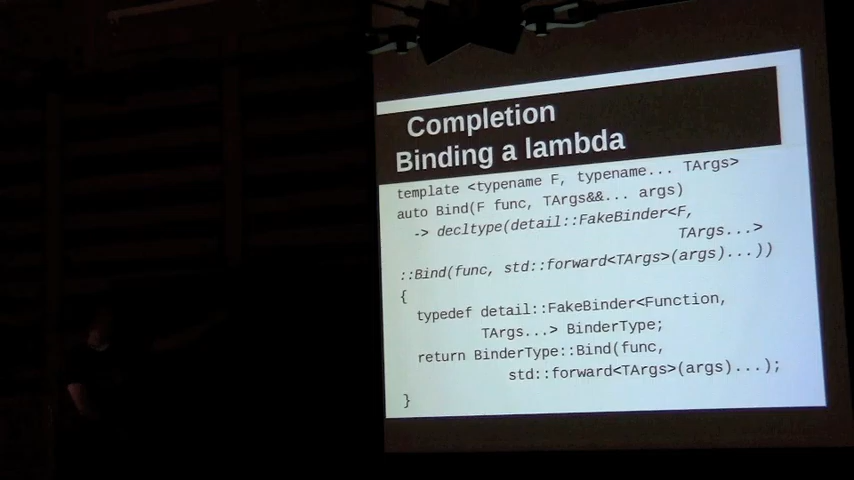 Completion
Binding a lambda
template <typename F, typename... TArgs>
auto Bind(F func, TArgs&&... args)
-> decltype(detail::FakeBinder<F,
TArgs...>
::Bind(func, std::forward<TArgs>(args)...))
{
typedef detail::FakeBinder<Function,
TArgs...> BinderType;
return BinderType::Bind(func,
std::forward<TArgs>(args)...);
}